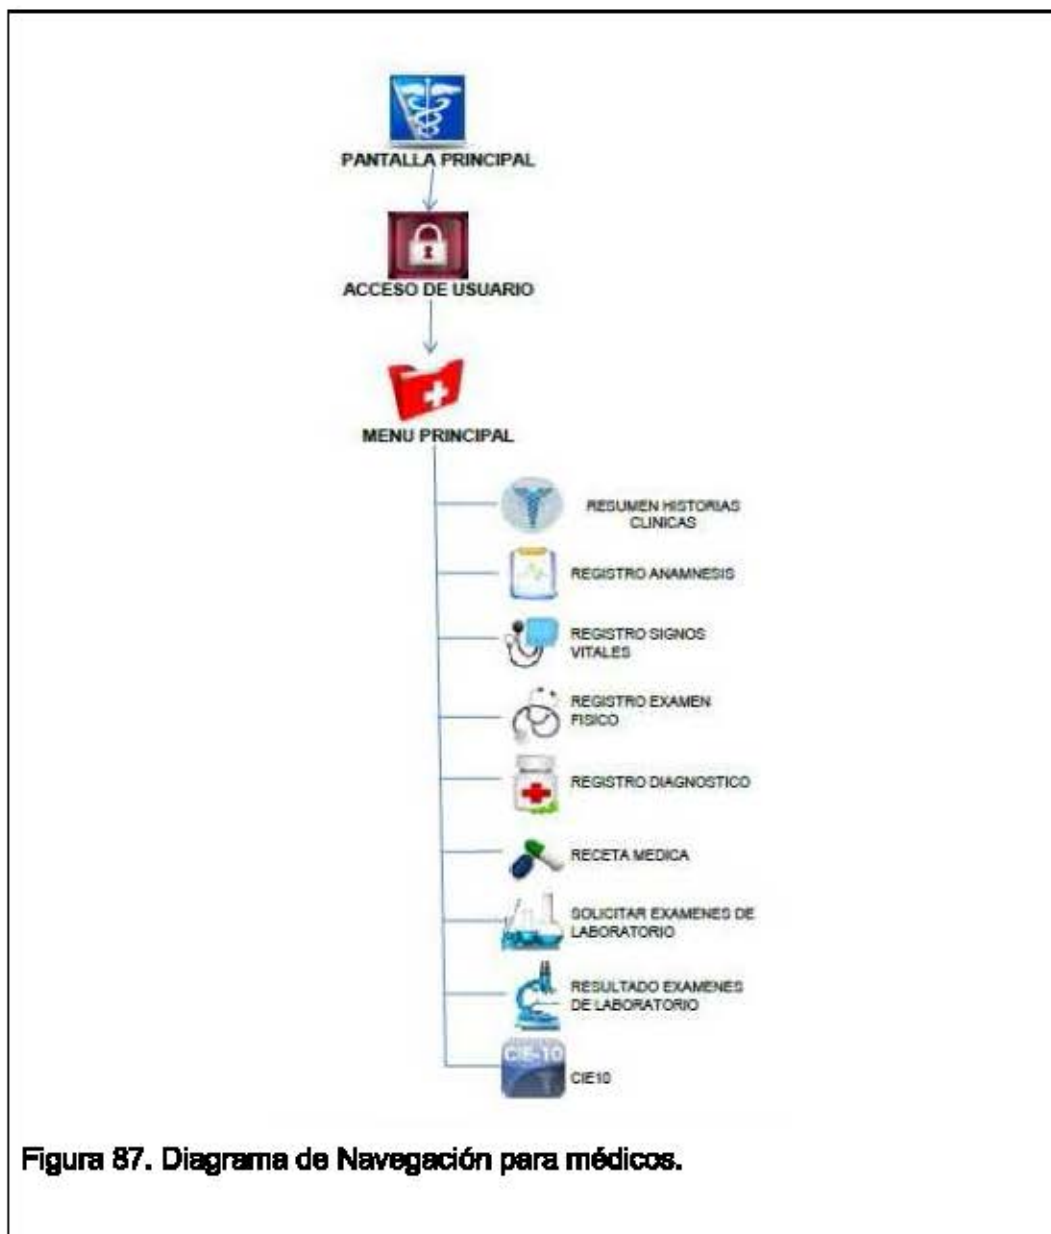 PANTALLA PRINCIPAL
ACCESO DE USUARIO
MENU PRINCIPAL
RESUMEN HISTORIAS
CLINICAS
REGISTRO ANAMNESIS
REGISTRO SIGNOS
VITALES
REGISTRO EXAMEN
FISICO
REGISTRO DIAGNOSTICO
RECETA MEDICA
SOLICITAR EXAMENES DE
LABORATORIO
RESULTADO EXAMENES
DE LABORATORIO
CIE-10
CIE10
Figura 87. Diagrama de Navegación para médicos.